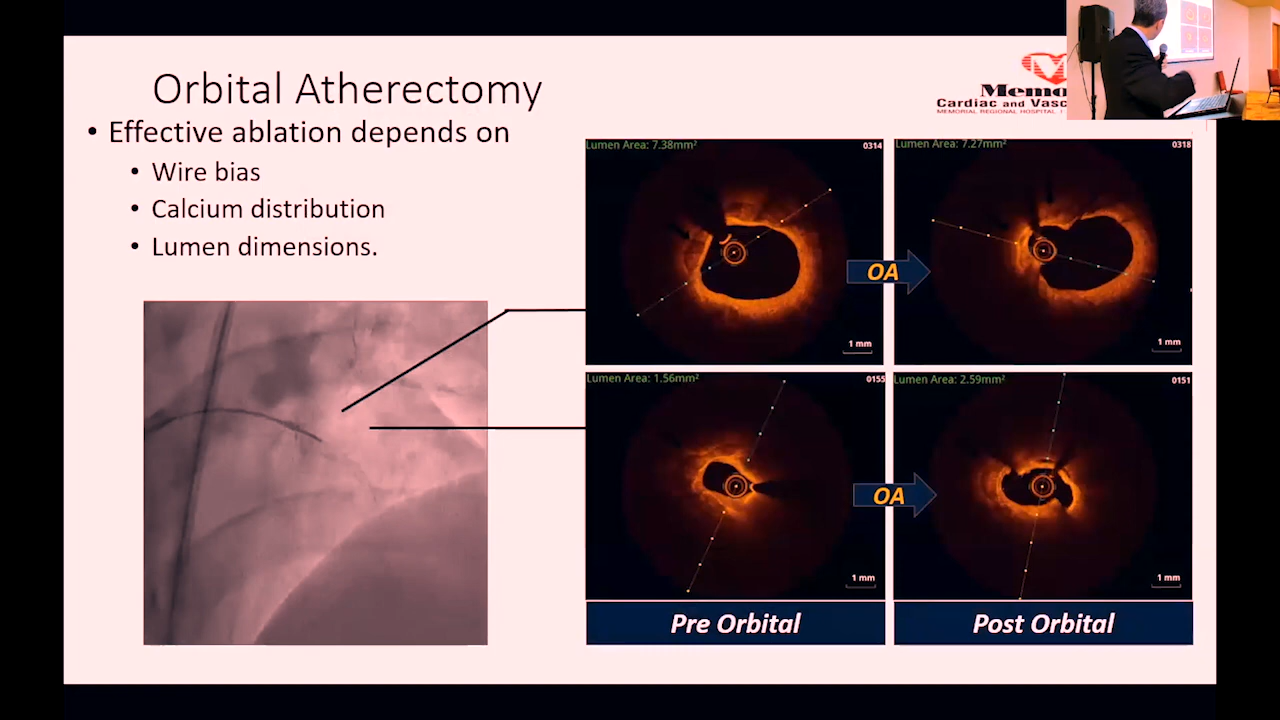 Orbital Atherectomy
• Effective ablation depends on
• Wire bias
• Calcium distribution
• Lumen dimensions.
Memo
Cardiac and Vasc
MEMORIAL REGIONAL HOSPITAL
Lumen Area: 7.38mm²
0314
1 mm
OA
Lumen Area: 7.27mm²
0318
1 mm
Lumen Area: 1.56mm²
0155
1 mm
OA
Lumen Area: 2.59mm²
0151
1 mm
Pre Orbital
Post Orbital